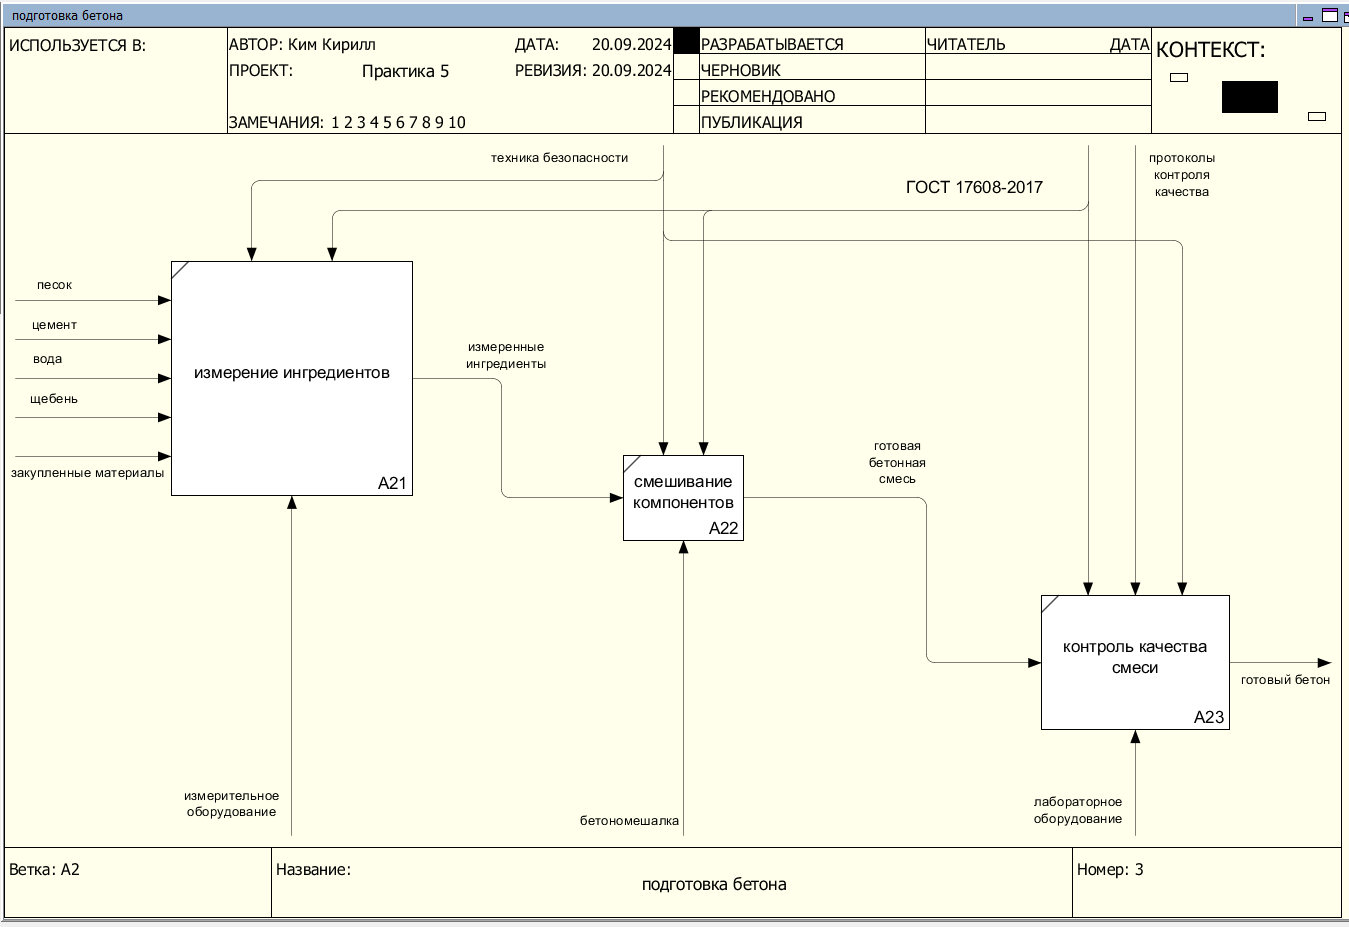 подготовка бетона
ИСПОЛЬЗУЕТСЯ В:
АВТОР: Ким Кирилл
ДАТА: 20.09.2024
ПРОЕКТ: Практика 5
РЕВИЗИЯ: 20.09.2024
ЗАМЕЧАНИЯ: 1 2 3 4 5 6 7 8 9 10
РАЗРАБАТЫВАЕТСЯ
ЧЕРНОВИК
РЕКОМЕНДОВАНО
ПУБЛИКАЦИЯ
ЧИТАТЕЛЬ
ДАТА
КОНТЕКСТ:
техника безопасности
ГОСТ 17608-2017
протоколы
контроля
качества
песок
цемент
вода
щебень
закупленные материалы
измерение ингредиентов
A21
измеренные
ингредиенты
смешивание
компонентов
A22
готовая
бетонная
смесь
контроль качества
смеси
A23
готовый бетон
измерительное
оборудование
бетономешалка
лабораторное
оборудование
Ветка: A2
Название:
подготовка бетона
Номер: 3